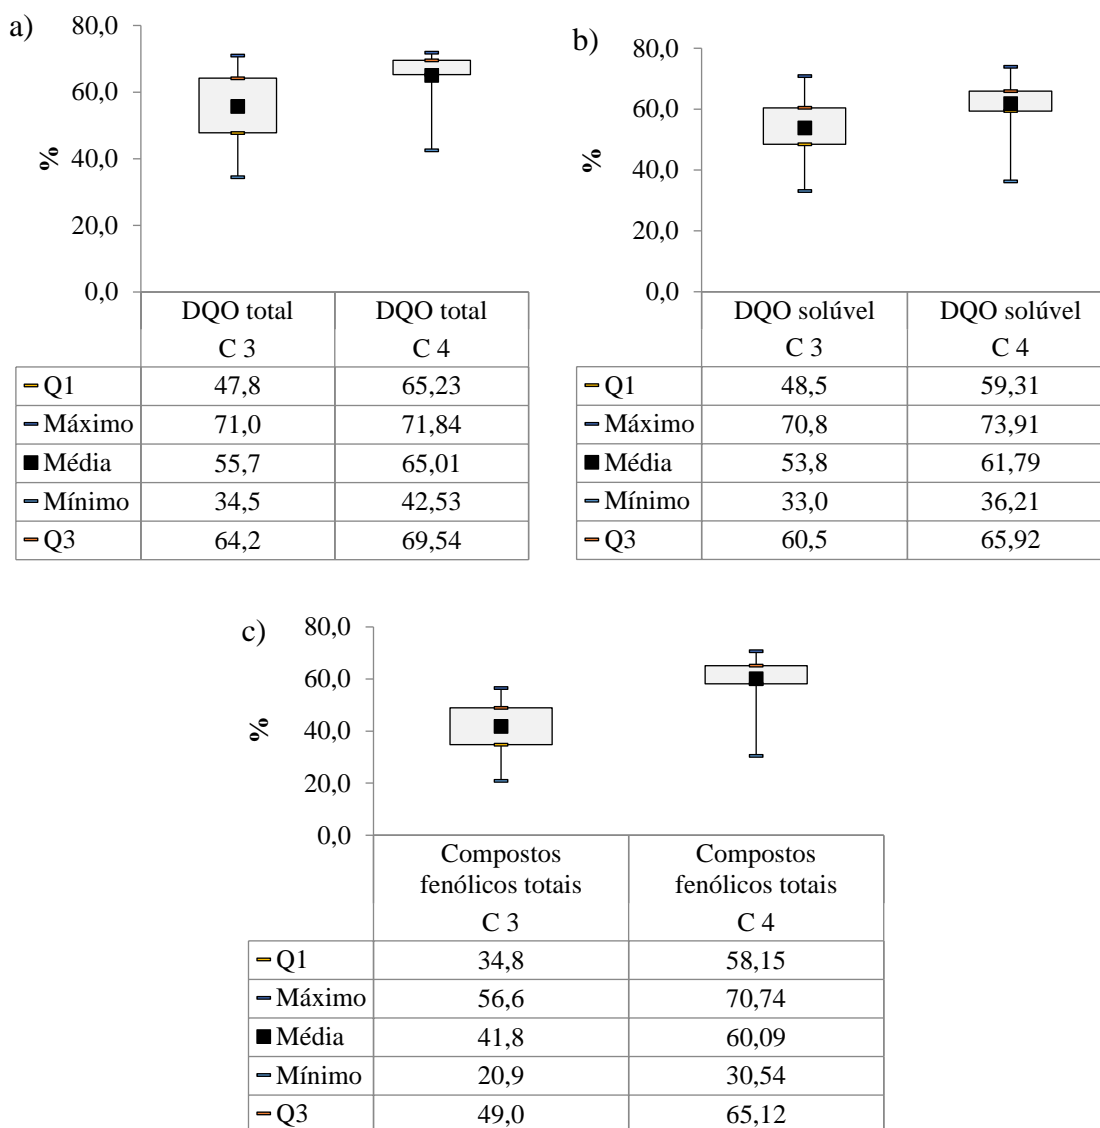 a)
80,0
60,0
40,0
20,0
0,0
%
DQO total DQO total
C 3 C 4
Q1 47,8 65,23
Máximo 71,0 71,84
Média 55,7 65,01
Mínimo 34,5 42,53
Q3 64,2 69,54
b)
80,0
60,0
40,0
20,0
0,0
%
DQO solúvel DQO solúvel
C 3 C 4
Q1 48,5 59,31
Máximo 70,8 73,91
Média 53,8 61,79
Mínimo 33,0 36,21
Q3 60,5 65,92
c)
80,0
60,0
40,0
20,0
0,0
%
Compostos Compostos
fenólicos totais fenólicos totais
C 3 C 4
Q1 34,8 58,15
Máximo 56,6 70,74
Média 41,8 60,09
Mínimo 20,9 30,54
Q3 49,0 65,12